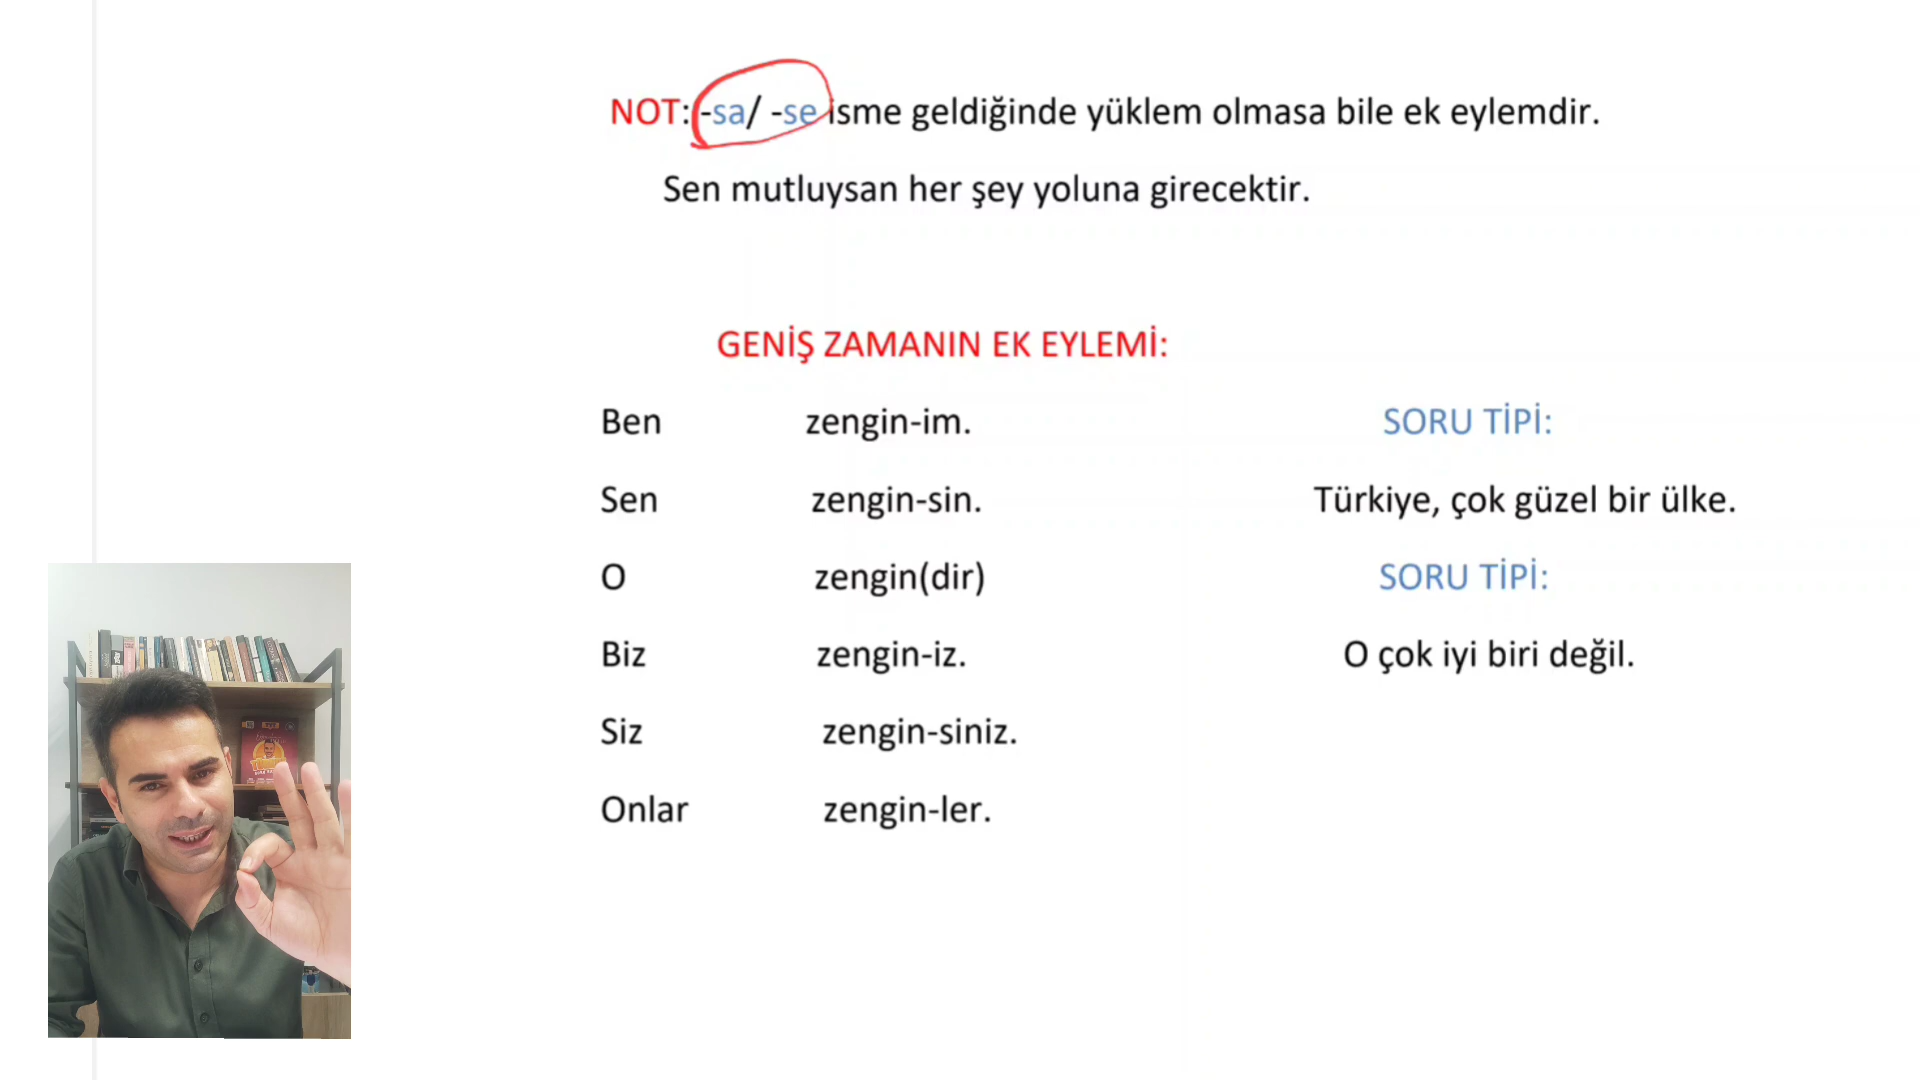 NOT: -sa/ -se isme geldiğinde yüklem olmasa bile ek eylemdir.
Sen mutluysan her şey yoluna girecektir.
GENİŞ ZAMANIN EK EYLEMİ:
Ben zengin-im.
Sen zengin-sin.
O zengin(dir)
Biz zengin-iz.
Siz zengin-siniz.
Onlar zengin-ler.
SORU TİPİ:
Türkiye, çok güzel bir ülke.
SORU TİPİ:
O çok iyi biri değil.